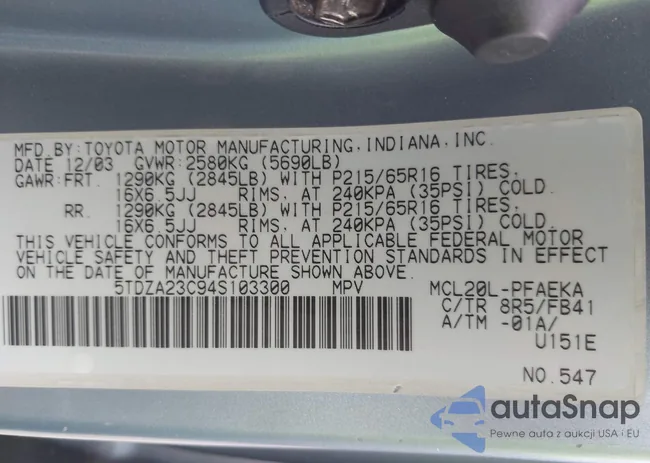 MFD.BY:TOYOTA MOTOR MANUFACTURING,INDIANA,INC.
DATE 12/03 GVWR:2580KG (5690LB)
GAWR:FRT. 1290KG (2845LB) WITH P215/65R16 TIRES.
16X6.5JJ RIMS, AT 240KPA (35PSI) COLD.
RR. 1290KG (2845LB) WITH P215/65R16 TIRES.
16X6.5JJ RIMS, AT 240KPA (35PSI) COLD.
THIS VEHICLE CONFORMS TO ALL APPLICABLE FEDERAL MOTOR
VEHICLE SAFETY AND THEFT PREVENTION STANDARDS IN EFFECT
ON THE DATE OF MANUFACTURE SHOWN ABOVE.
5TDZA23C94S103300 MPV MCL20L-PFAEKA
C/TR 8R5/FB41
A/TM -01A/
U151E
NO.547
autaSnap
Pewne auta z aukcji USA i EU